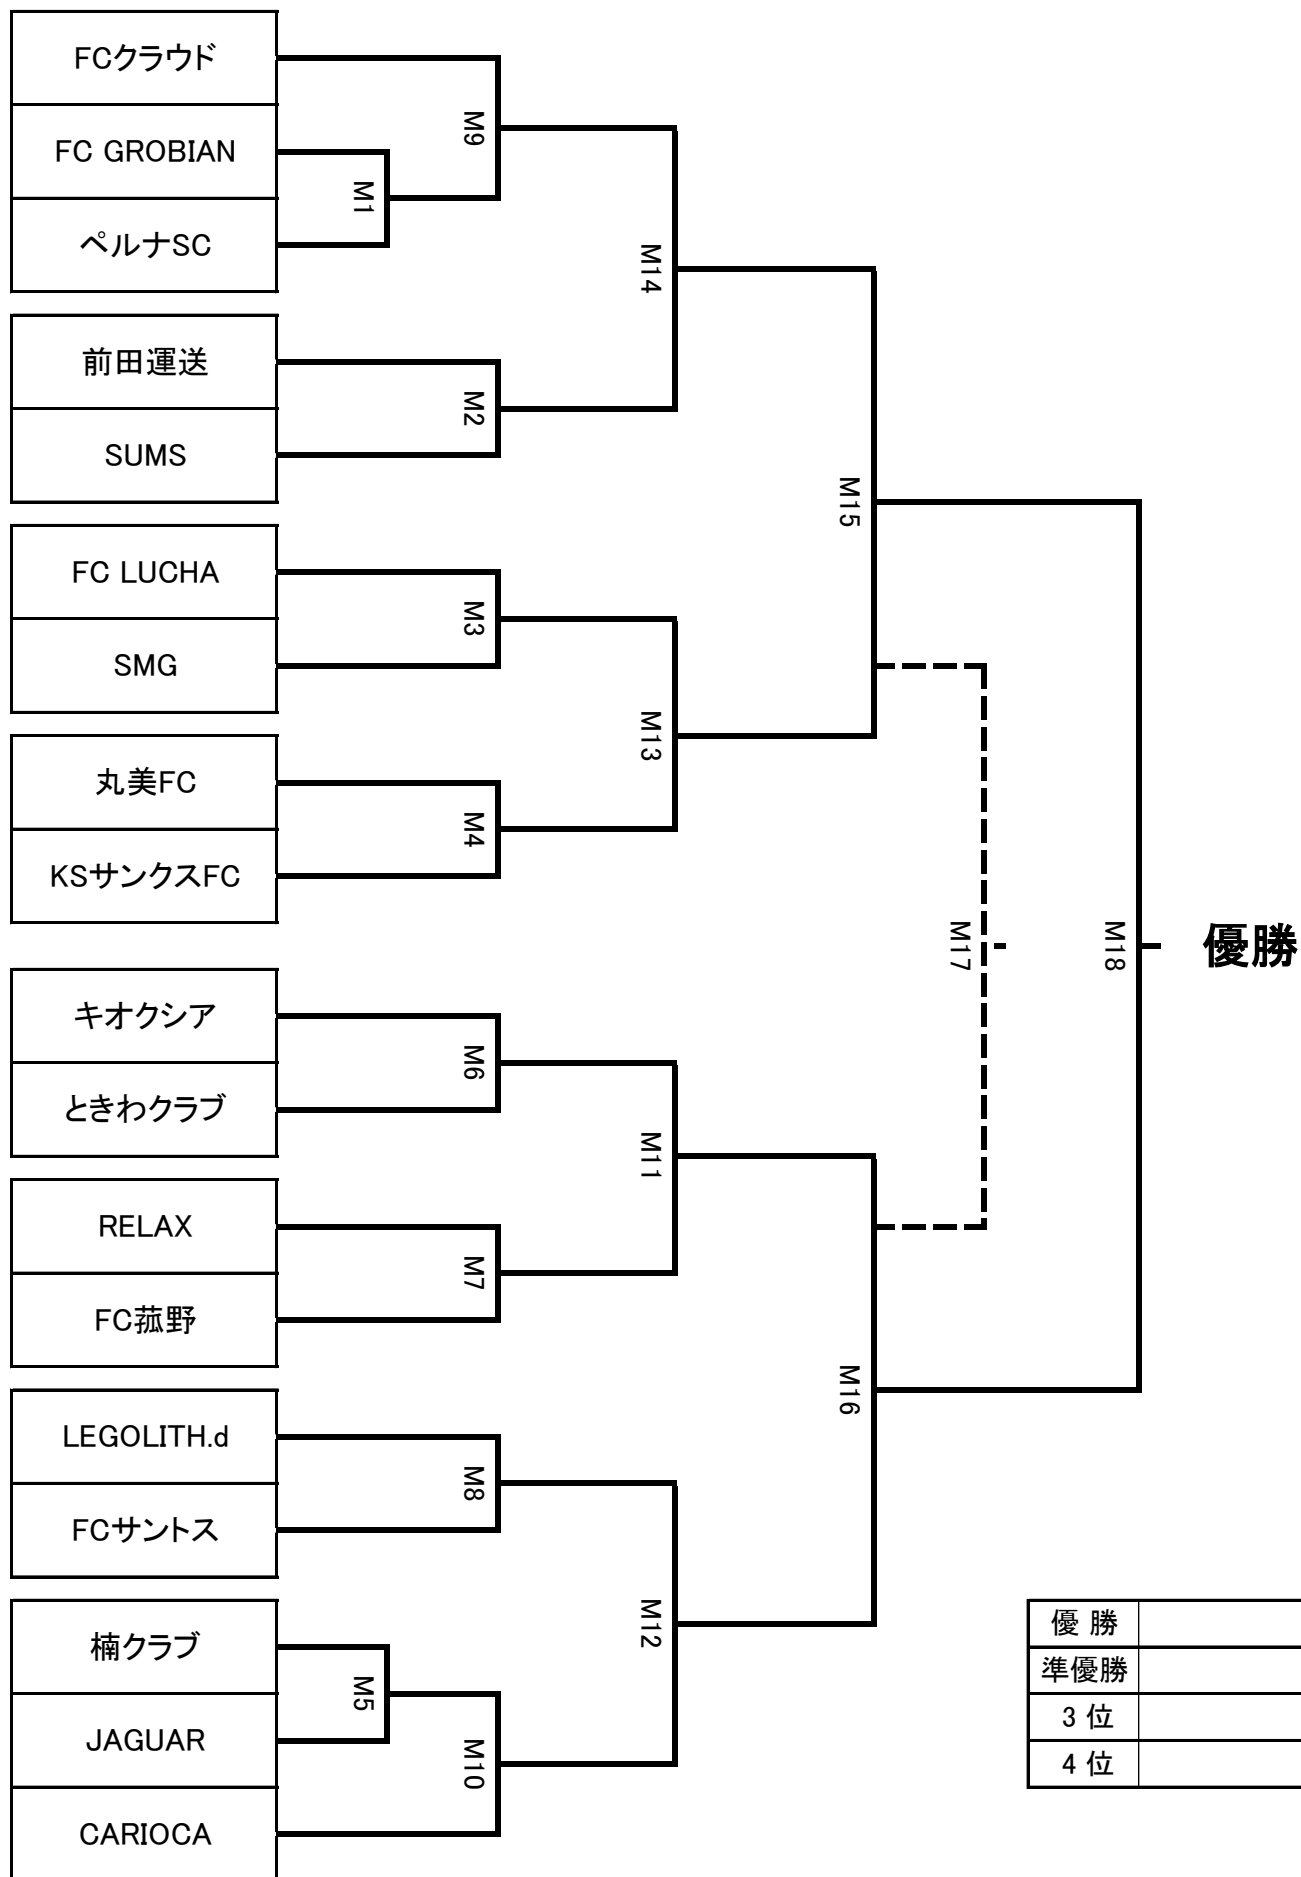 FCクラウド
FC GROBIAN
ペルナSC
前田運送
SUMS
FC LUCHA
SMG
丸美FC
KSサンクスFC
キオクシア
ときわクラブ
RELAX
FC菰野
LEGOLITH.d
FCサントス
楠クラブ
JAGUAR
CARIOCA
M1
M5
M9
M2
M3
M4
M6
M7
M8
M10
M14
M13
M11
M12
M15
M16
M17
M18
優勝
優 勝
準優勝
3 位
4 位